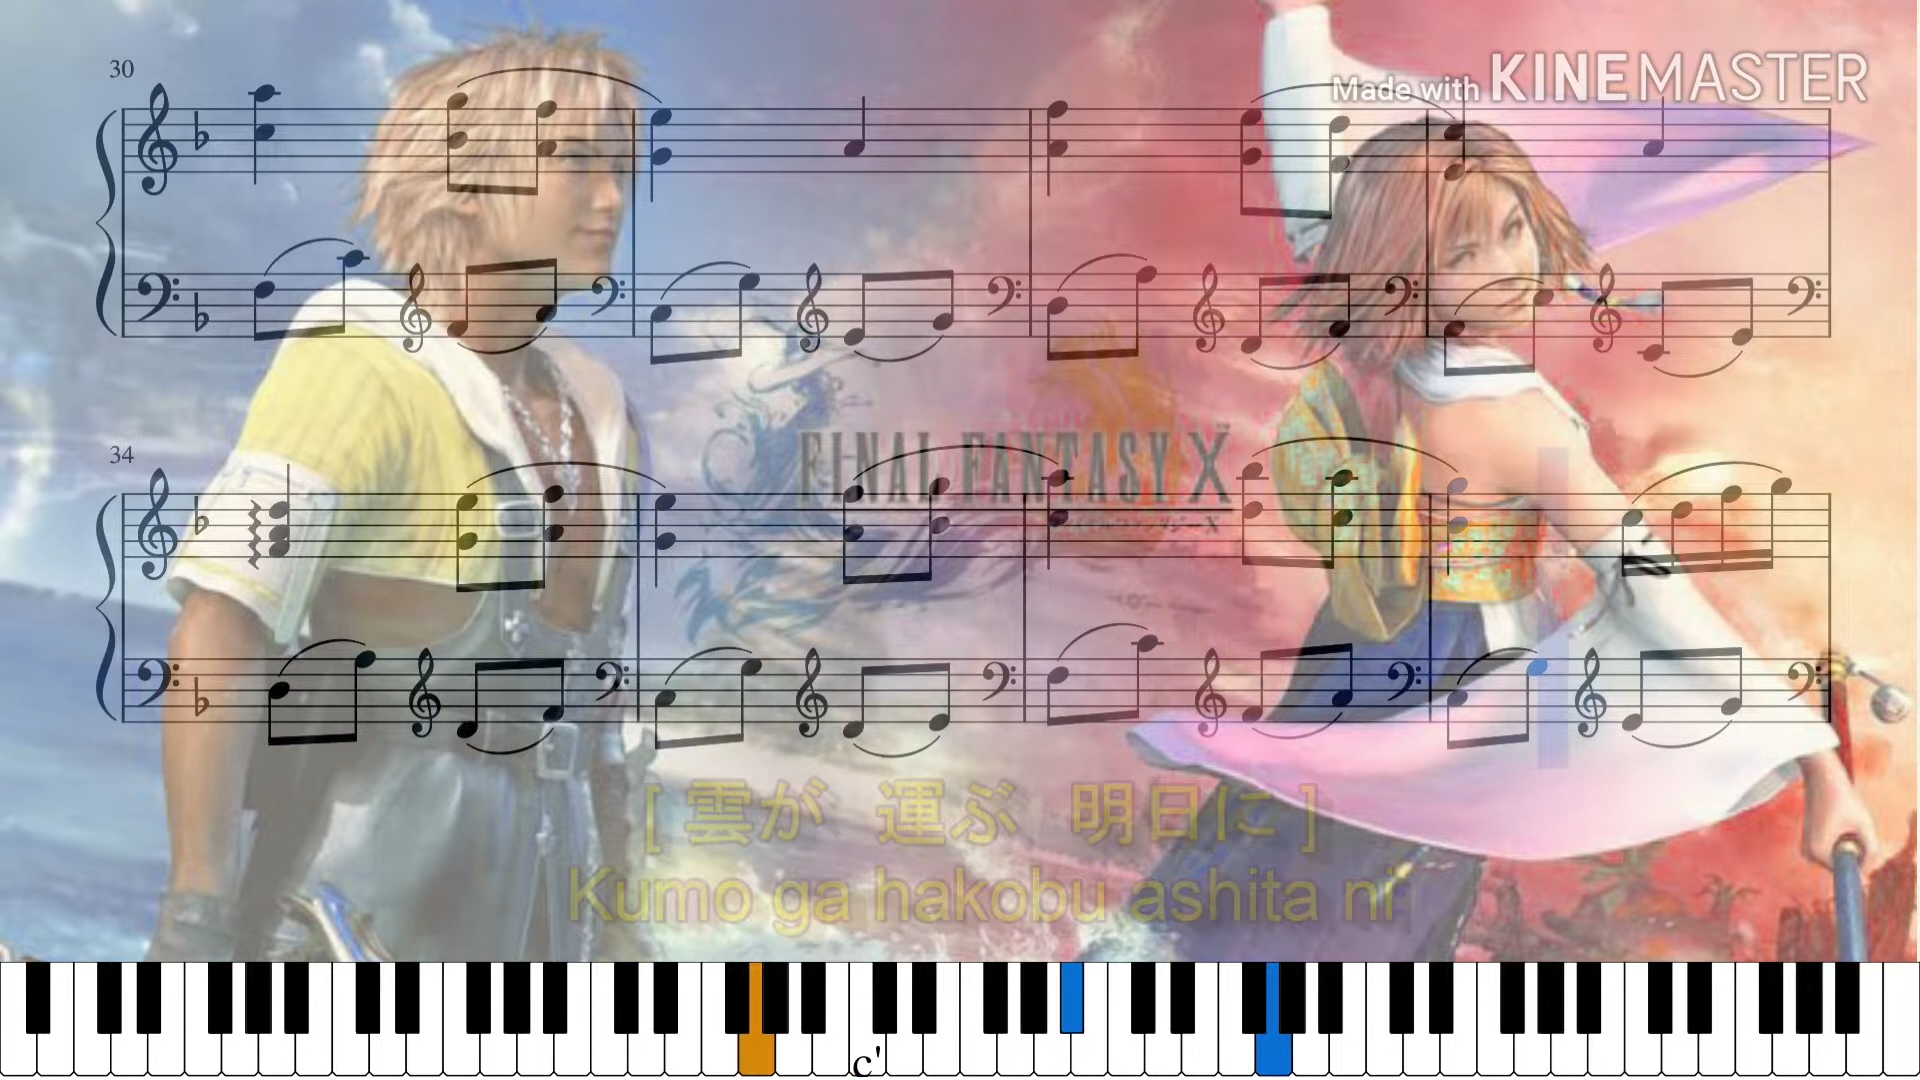 30
Made with KINEMASTER
34
FINAL FANTASY X
[ 雲が 運ぶ 明日に ]
Kumo ga hakobu ashita ni
c'